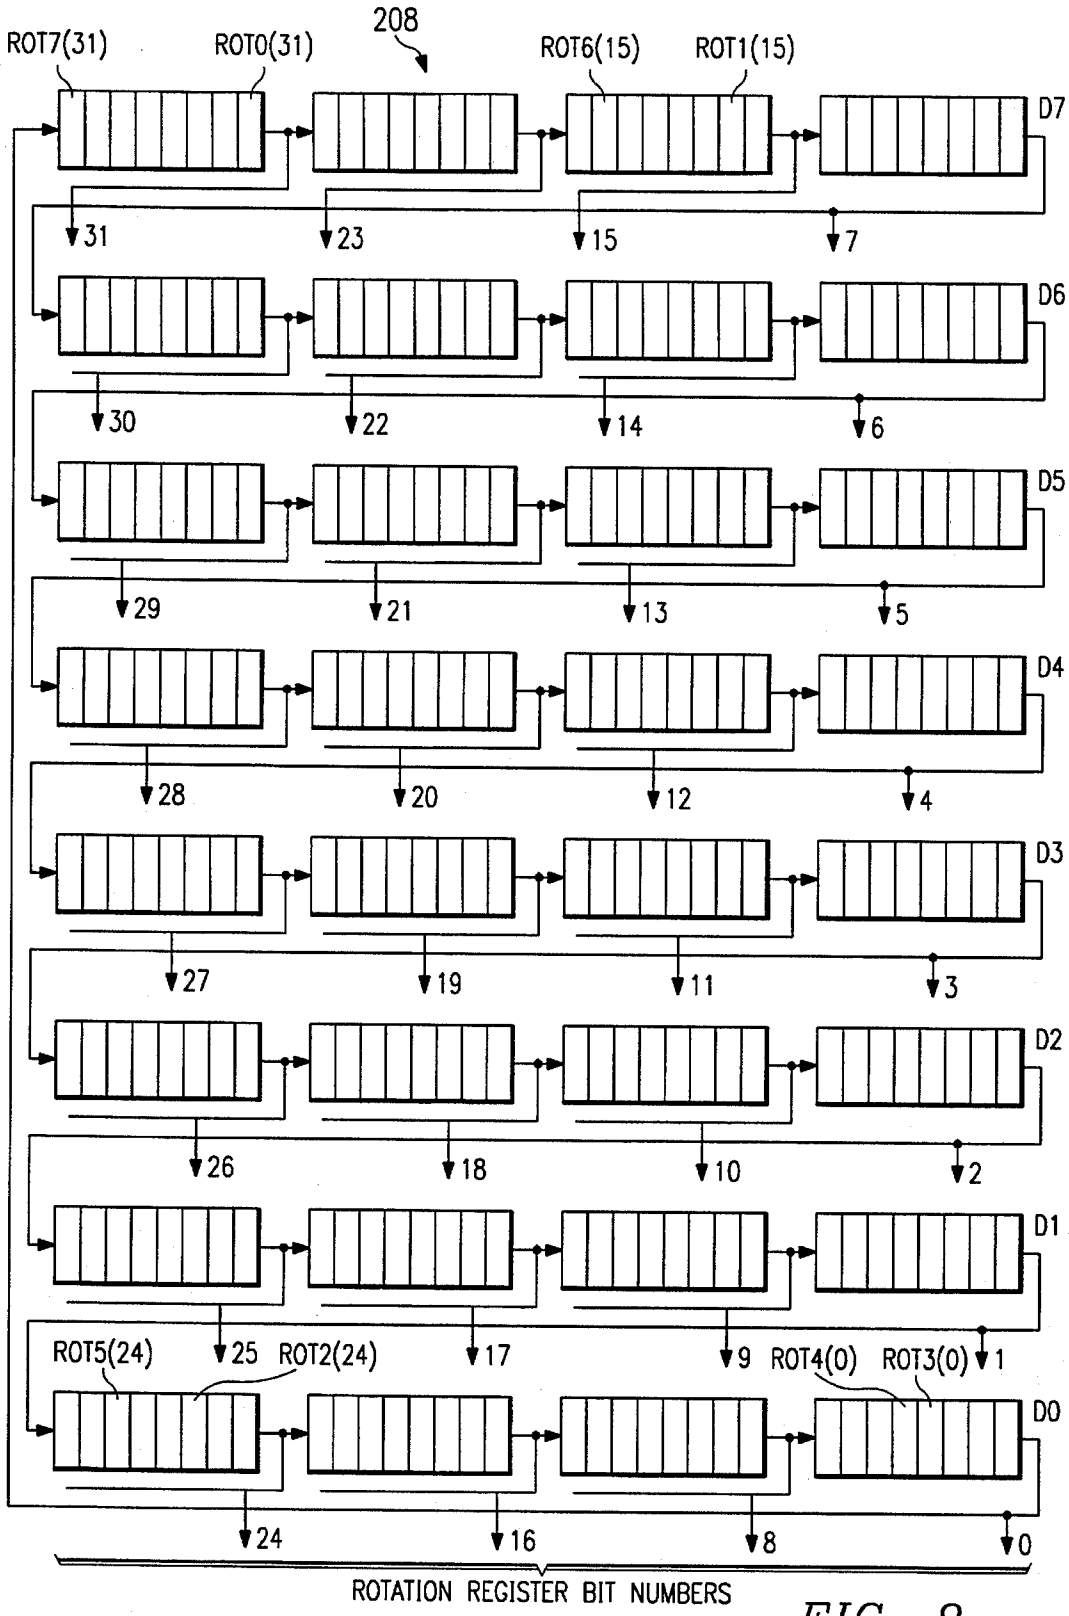 208
ROT7(31) ROT0(31) ROT6(15) ROT1(15)
D7
31 23 15 7
D6
30 22 14 6
D5
29 21 13 5
D4
28 20 12 4
D3
27 19 11 3
D2
26 18 10 2
D1
25 17 9 1
ROT5(24) ROT2(24) ROT4(0) ROT3(0)
D0
24 16 8 0
ROTATION REGISTER BIT NUMBERS